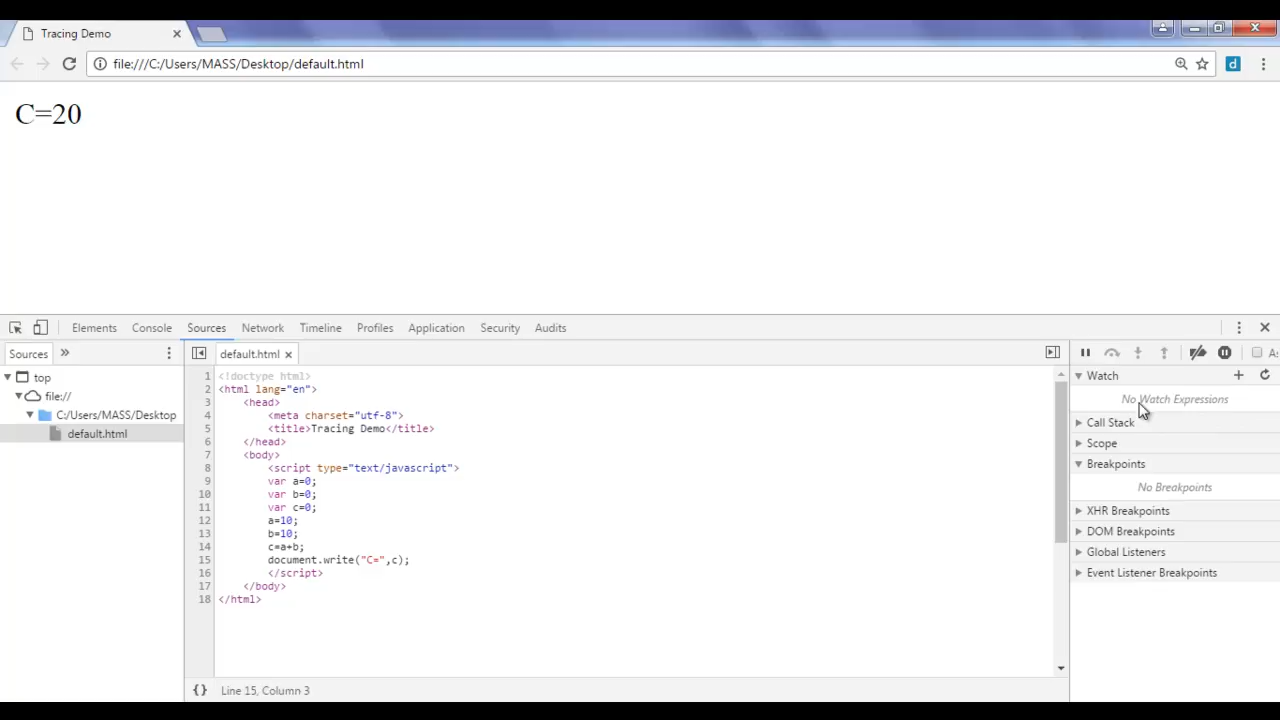 Tracing Demo
file:///C:/Users/MASS/Desktop/default.html
d
C=20
Elements Console Sources Network Timeline Profiles Application Security Audits
Sources » default.html
top
file://
C:/Users/MASS/Desktop
default.html
1 <!doctype html>
2 <html lang="en">
3 <head>
4 <meta charset="utf-8">
5 <title>Tracing Demo</title>
6 </head>
7 <body>
8 <script type="text/javascript">
9 var a=0;
10 var b=0;
11 var c=0;
12 a=10;
13 b=10;
14 c=a+b;
15 document.write("C=",c);
16 </script>
17 </body>
18 </html>
{} Line 15, Column 3
As
Watch
No Watch Expressions
Call Stack
Scope
Breakpoints
No Breakpoints
XHR Breakpoints
DOM Breakpoints
Global Listeners
Event Listener Breakpoints